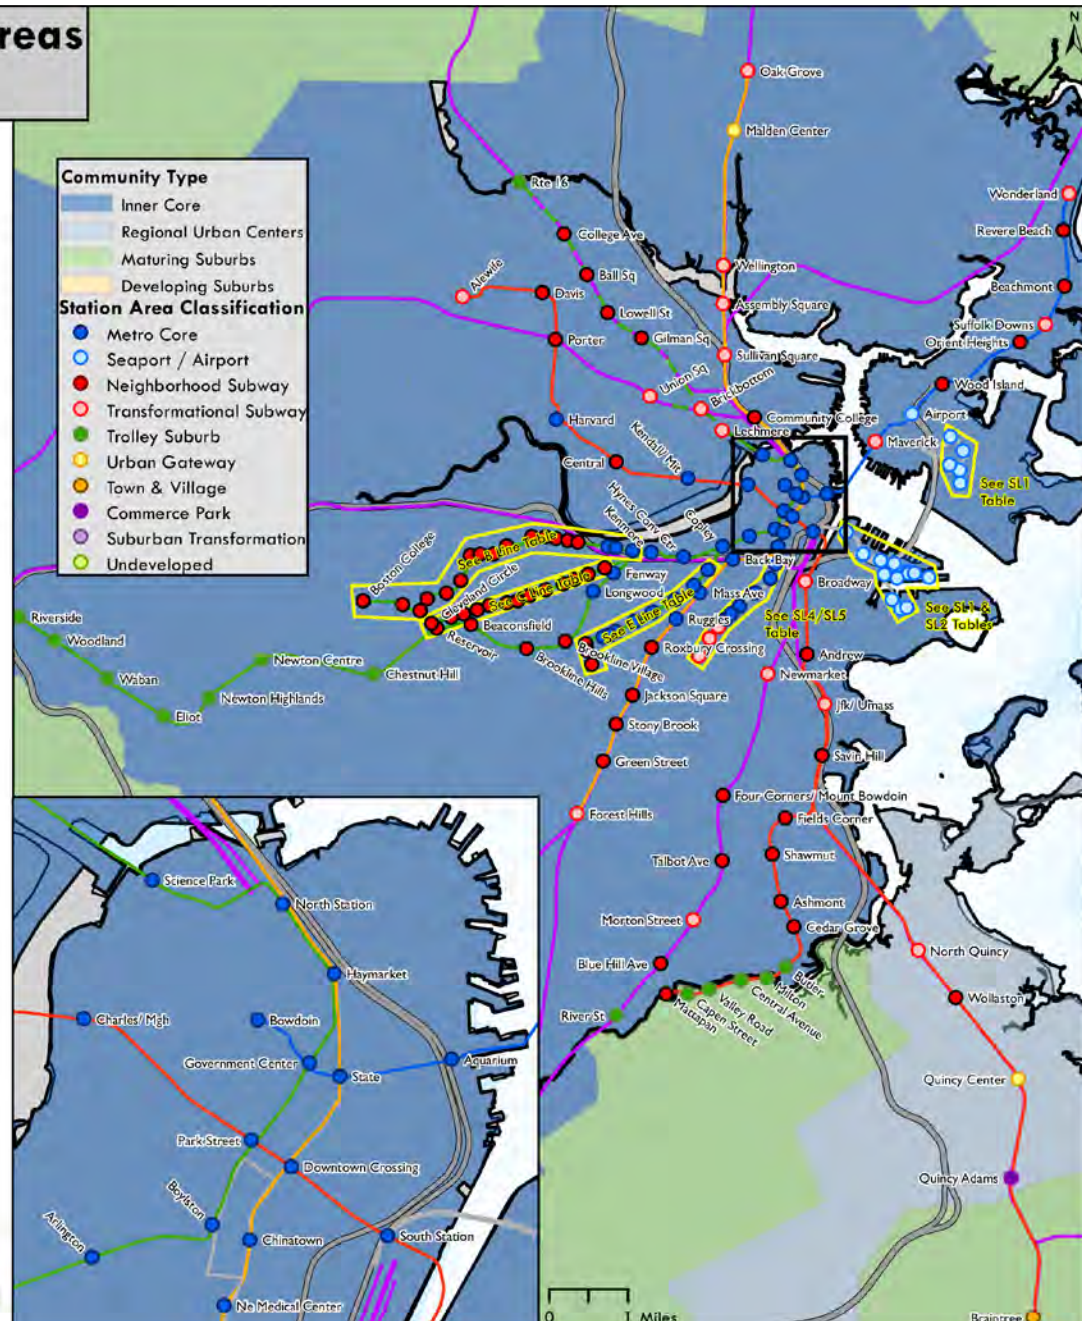 reas
N
Community Type
Inner Core
Regional Urban Centers
Maturing Suburbs
Developing Suburbs
Station Area Classification
Metro Core
Seaport / Airport
Neighborhood Subway
Transformational Subway
Trolley Suburb
Urban Gateway
Town & Village
Commerce Park
Suburban Transformation
Undeveloped
Oak Grove
Malden Center
Rte 16
Wonderland
College Ave
Revere Beach
Wellington
Ball Sq
Alewife
Davis
Beachmont
Assembly Square
Lowell St
Suffolk Downs
Porter
Gilman Sq
Orient Heights
Sullivan Square
Union Sq
Brickbottom
Wood Island
Harvard
Community College
Airport
Lechmere
Maverick
Kendall/ Mit
Central
See SL1
Table
Hynes Conv Ctr
Kenmore
Copley
Back Bay
See B Line Table
Boston College
Cleveland Circle
See C Line Table
Fenway
Broadway
Longwood
Mass Ave
See SL4/SL5
Table
See SL1 &
SL2 Tables
See E Line Table
Ruggles
Riverside
Beaconsfield
Reservoir
Woodland
Roxbury Crossing
Andrew
Newton Centre
Brookline Village
Brookline Hills
Chestnut Hill
Newmarket
Waban
Newton Highlands
Jackson Square
Jfk/ Umass
Eliot
Stony Brook
Savin Hill
Green Street
Four Corners/ Mount Bowdoin
Forest Hills
Fields Corner
Talbot Ave
Shawmut
Ashmont
Morton Street
Cedar Grove
North Quincy
Blue Hill Ave
Butler
Milton
Central Avenue
Valley Road
Capen Street
Mattapan
Wollaston
River St
Quincy Center
Quincy Adams
Braintree
Science Park
North Station
Haymarket
Charles/ Mgh
Bowdoin
Government Center
Aquarium
State
Park Street
Downtown Crossing
Boylston
Arlington
Chinatown
South Station
Ne Medical Center
0 1 Miles